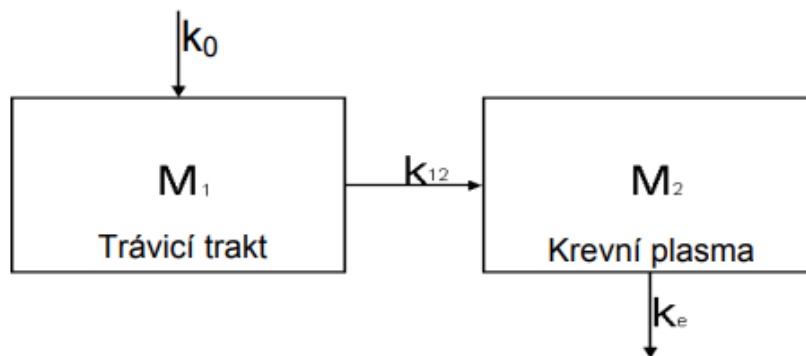 k0
M1
k12
M2
Trávicí trakt
Krevní plasma
ke